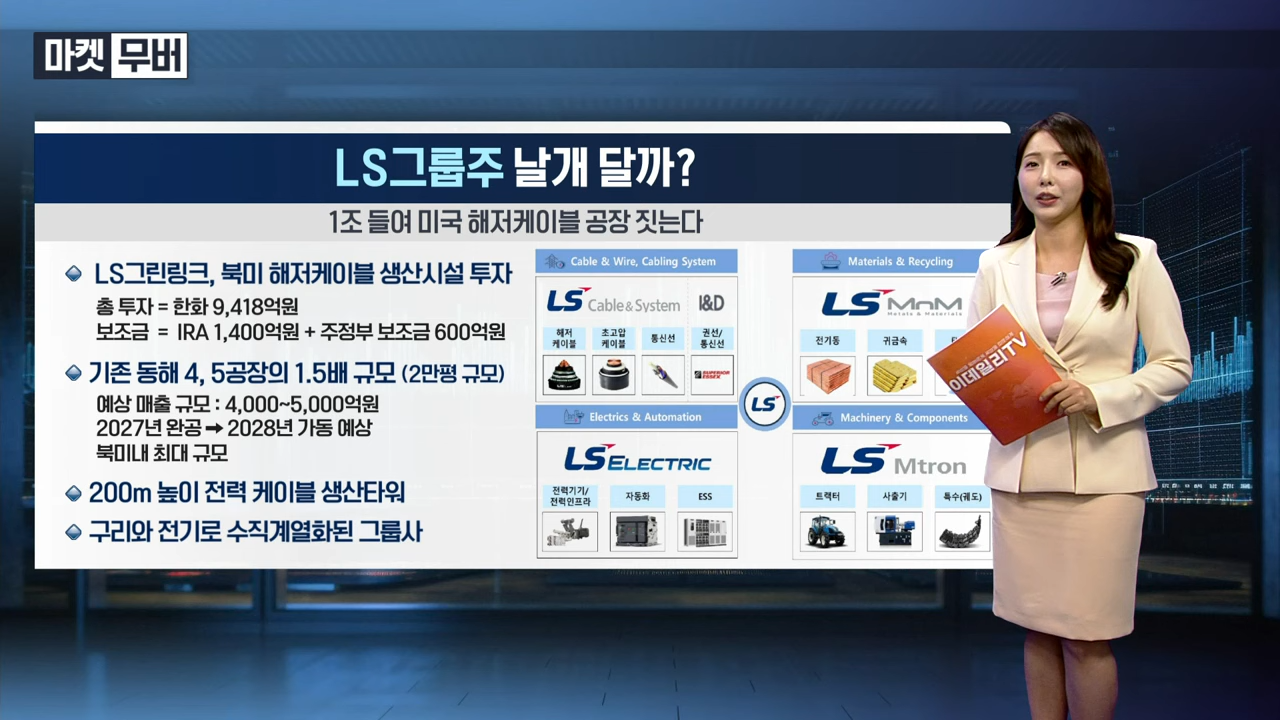 마켓 무버
LS그룹주 날개 달까?
1조 들여 미국 해저케이블 공장 짓는다
LS그린링크, 북미 해저케이블 생산시설 투자
총 투자 = 한화 9,418억원
보조금 = IRA 1,400억원 + 주정부 보조금 600억원
기존 동해 4, 5공장의 1.5배 규모 (2만평 규모)
예상 매출 규모 : 4,000~5,000억원
2027년 완공 → 2028년 가동 예상
북미내 최대 규모
200m 높이 전력 케이블 생산타워
구리와 전기로 수직계열화된 그룹사
Cable & Wire, Cabling System
LS Cable & System I&D
해저
케이블
초고압
케이블
통신선
권선/
통신선
SUPERIOR
ESSEX
Materials & Recycling
LS MnM
Metals & Materials
전기동
귀금속
LS
Electrics & Automation
LS ELECTRIC
전력기기/
전력인프라
자동화
ESS
Machinery & Components
LS Mtron
트랙터
사출기
특수(궤도)
이데일리TV